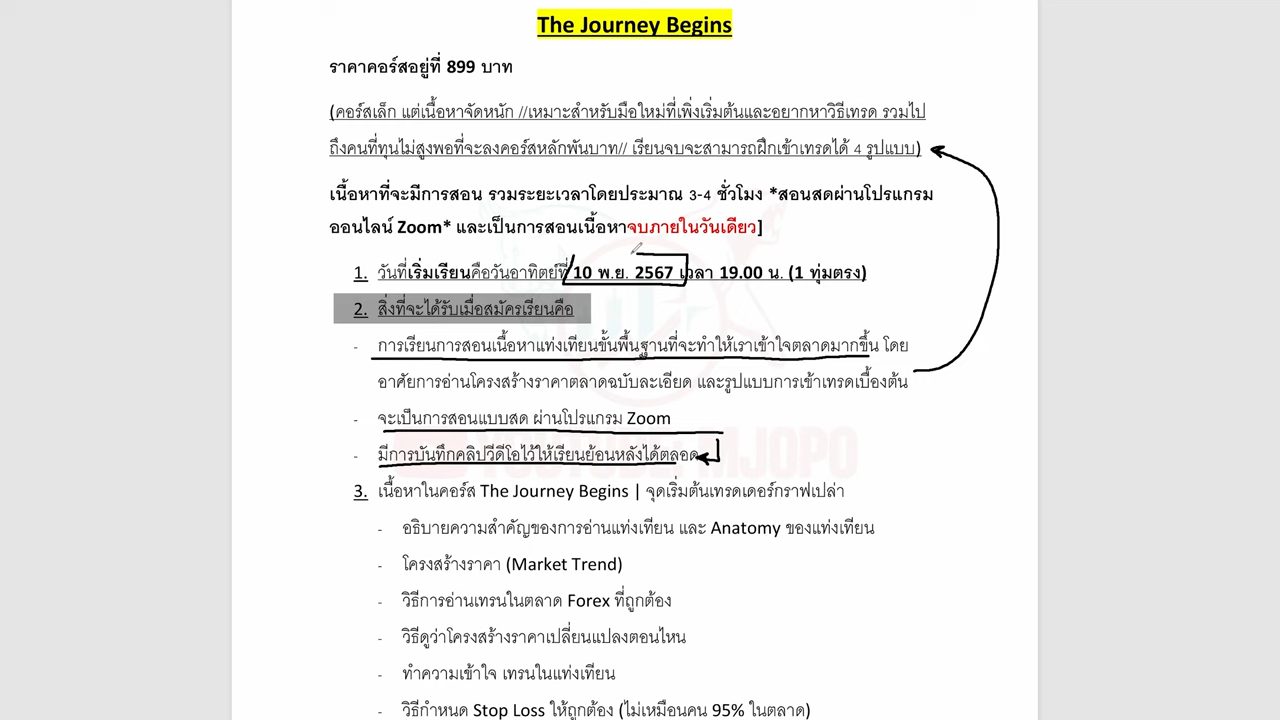 The Journey Begins
ราคาคอร์สอยู่ที่ 899 บาท
(คอร์สเล็ก แต่เนื้อหาจัดหนัก //เหมาะสำหรับมือใหม่ที่เพิ่งเริ่มต้นและอยากหาวิธีเทรด รวมไป
ถึงคนที่ทุนไม่สูงพอที่จะลงคอร์สหลักพันบาท// เรียนจบจะสามารถฝึกเข้าเทรดได้ 4 รูปแบบ)
เนื้อหาที่จะมีการสอน รวมระยะเวลาโดยประมาณ 3-4 ชั่วโมง *สอนสดผ่านโปรแกรม
ออนไลน์ Zoom* และเป็นการสอนเนื้อหาจบภายในวันเดียว]
1. วันที่เริ่มเรียนคือวันอาทิตย์ที่ 10 พ.ย. 2567 เวลา 19.00 น. (1 ทุ่มตรง)
2. สิ่งที่จะได้รับเมื่อสมัครเรียนคือ
- การเรียนการสอนเนื้อหาแท่งเทียนขั้นพื้นฐานที่จะทำให้เราเข้าใจตลาดมากขึ้น โดย
อาศัยการอ่านโครงสร้างราคาตลาดฉบับละเอียด และรูปแบบการเข้าเทรดเบื้องต้น
- จะเป็นการสอนแบบสด ผ่านโปรแกรม Zoom
- มีการบันทึกคลิปวีดีโอไว้ให้เรียนย้อนหลังได้ตลอด
3. เนื้อหาในคอร์ส The Journey Begins | จุดเริ่มต้นเทรดเดอร์กราฟเปล่า
- อธิบายความสำคัญของการอ่านแท่งเทียน และ Anatomy ของแท่งเทียน
- โครงสร้างราคา (Market Trend)
- วิธีการอ่านเทรนในตลาด Forex ที่ถูกต้อง
- วิธีดูว่าโครงสร้างราคาเปลี่ยนแปลงตอนไหน
- ทำความเข้าใจ เทรนในแท่งเทียน
- วิธีกำหนด Stop Loss ให้ถูกต้อง (ไม่เหมือนคน 95% ในตลาด)